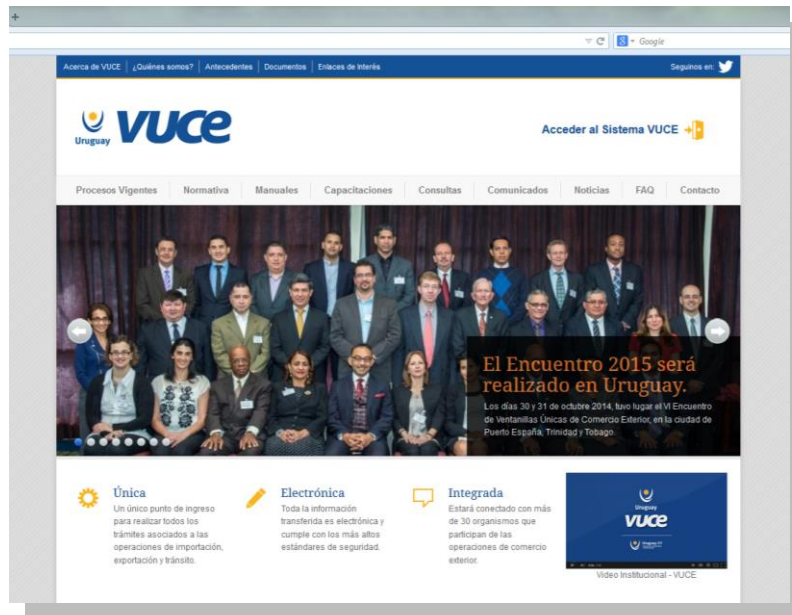 +
Google
Acerca de VUCE | ¿Quiénes somos? | Antecedentes | Documentos | Enlaces de Interés
Seguinos en:
Uruguay
VUCE
Acceder al Sistema VUCE
Procesos Vigentes | Normativa | Manuales | Capacitaciones | Consultas | Comunicados | Noticias | FAQ | Contacto
El Encuentro 2015 será
realizado en Uruguay.
Los días 30 y 31 de octubre 2014, tuvo lugar el VI Encuentro
de Ventanillas Únicas de Comercio Exterior, en la ciudad de
Puerto España, Trinidad y Tobago.
Única
Un único punto de ingreso
para realizar todos los
trámites asociados a las
operaciones de importación,
exportación y tránsito.
Electrónica
Toda la información
transferida es electrónica y
cumple con los más altos
estándares de seguridad.
Integrada
Estará conectado con más
de 30 organismos que
participan de las
operaciones de comercio
exterior.
Uruguay
VUCE
Video Institucional - VUCE